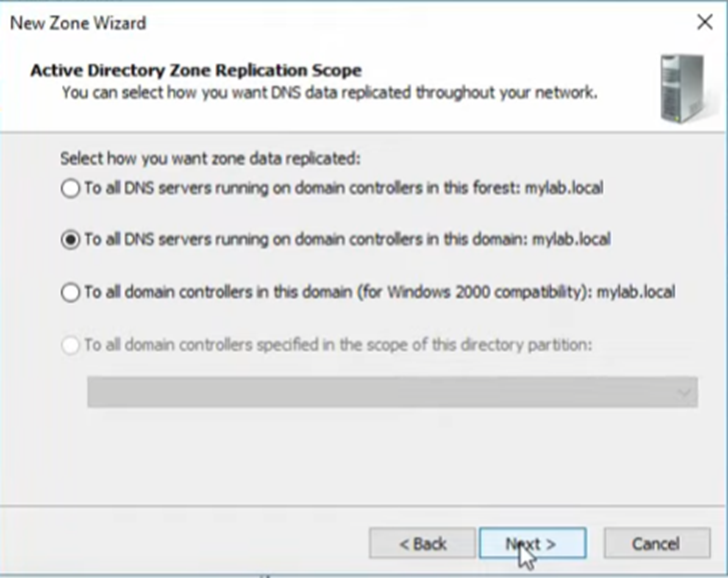 New Zone Wizard
Active Directory Zone Replication Scope
You can select how you want DNS data replicated throughout your network.
Select how you want zone data replicated:
To all DNS servers running on domain controllers in this forest: mylab.local
To all DNS servers running on domain controllers in this domain: mylab.local
To all domain controllers in this domain (for Windows 2000 compatibility): mylab.local
To all domain controllers specified in the scope of this directory partition:
< Back Next > Cancel